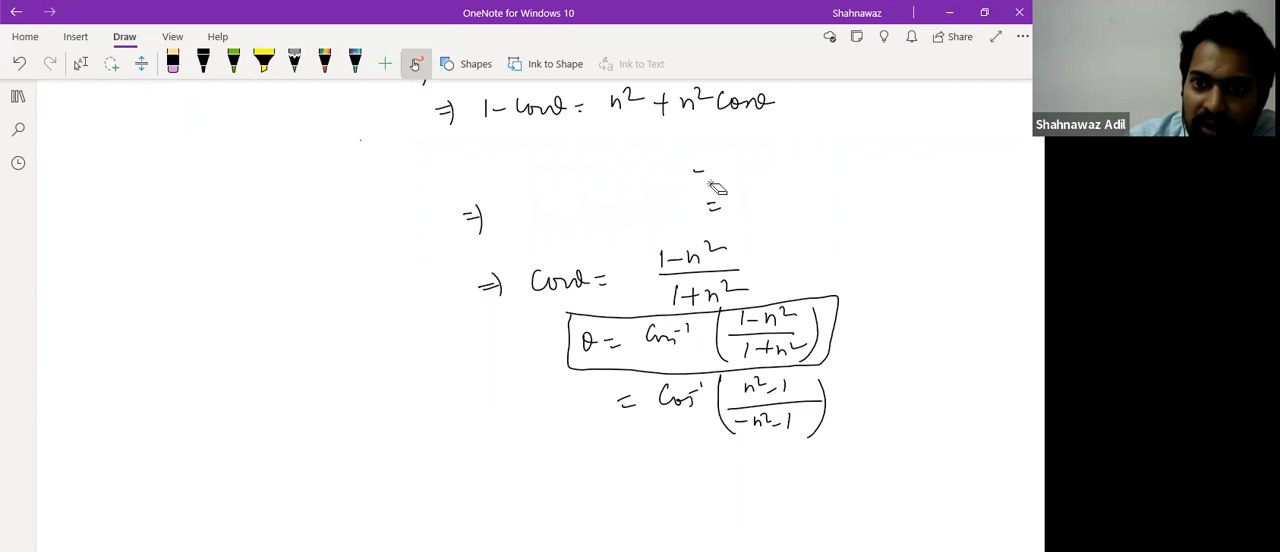 OneNote for Windows 10
Shahnawaz
Home Insert Draw View Help
Share
Shapes
Ink to Shape
Ink to Text
Shahnawaz Adil
⇒ 1 - Cosθ = n² + n² Cosθ
-
⇒ =
⇒ Cosθ = (1-n²)/(1+n²)
θ = Cos⁻¹ ((1-n²)/(1+n²))
= Cos⁻¹ ((n²-1)/(-n²-1))